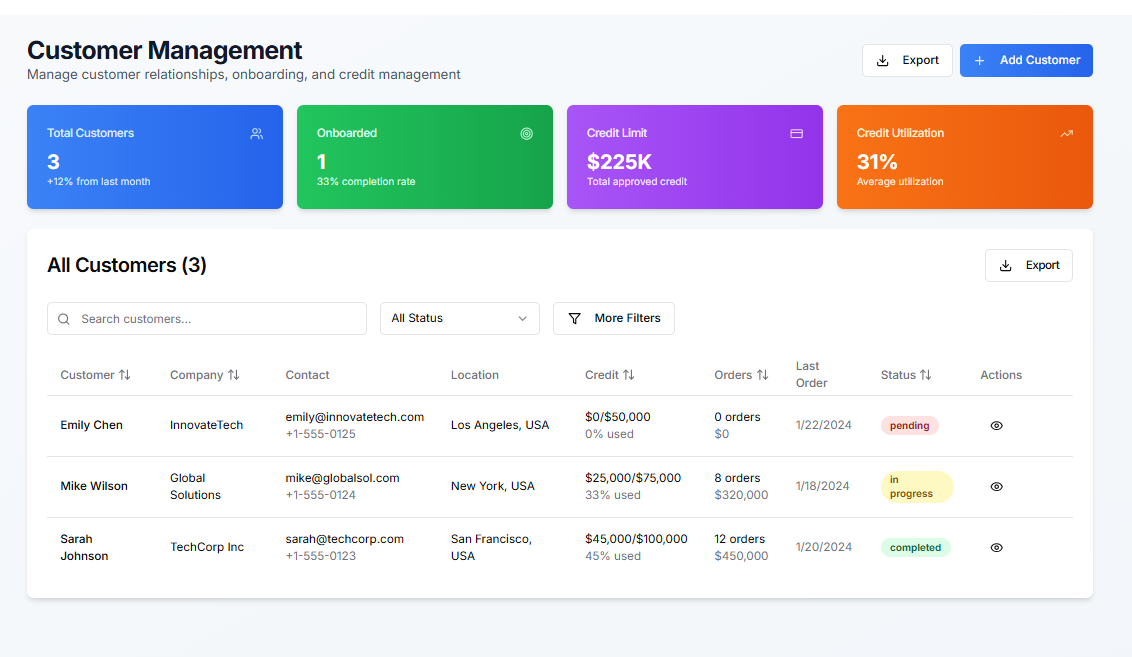 Customer Management
Manage customer relationships, onboarding, and credit management
Export
Add Customer
Total Customers
3
+12% from last month
Onboarded
1
33% completion rate
Credit Limit
$225K
Total approved credit
Credit Utilization
31%
Average utilization
All Customers (3)
Export
Search customers...
All Status
More Filters
Customer
Company
Contact
Location
Credit
Orders
Last
Order
Status
Actions
Emily Chen
InnovateTech
emily@innovatetech.com
+1-555-0125
Los Angeles, USA
$0/$50,000
0% used
0 orders
$0
1/22/2024
pending
Mike Wilson
Global
Solutions
mike@globalsol.com
+1-555-0124
New York, USA
$25,000/$75,000
33% used
8 orders
$320,000
1/18/2024
in
progress
Sarah
Johnson
TechCorp Inc
sarah@techcorp.com
+1-555-0123
San Francisco,
USA
$45,000/$100,000
45% used
12 orders
$450,000
1/20/2024
completed